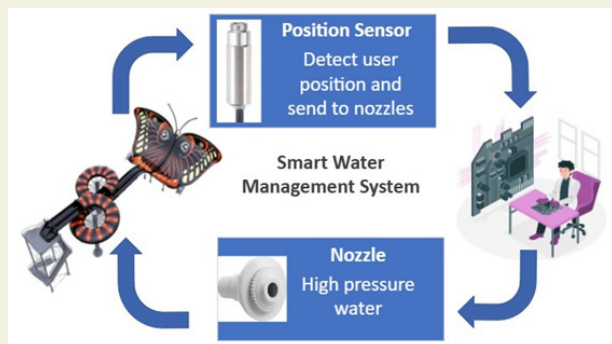 Position Sensor
Detect user
position and
send to nozzles
Smart Water
Management System
Nozzle
High pressure
water